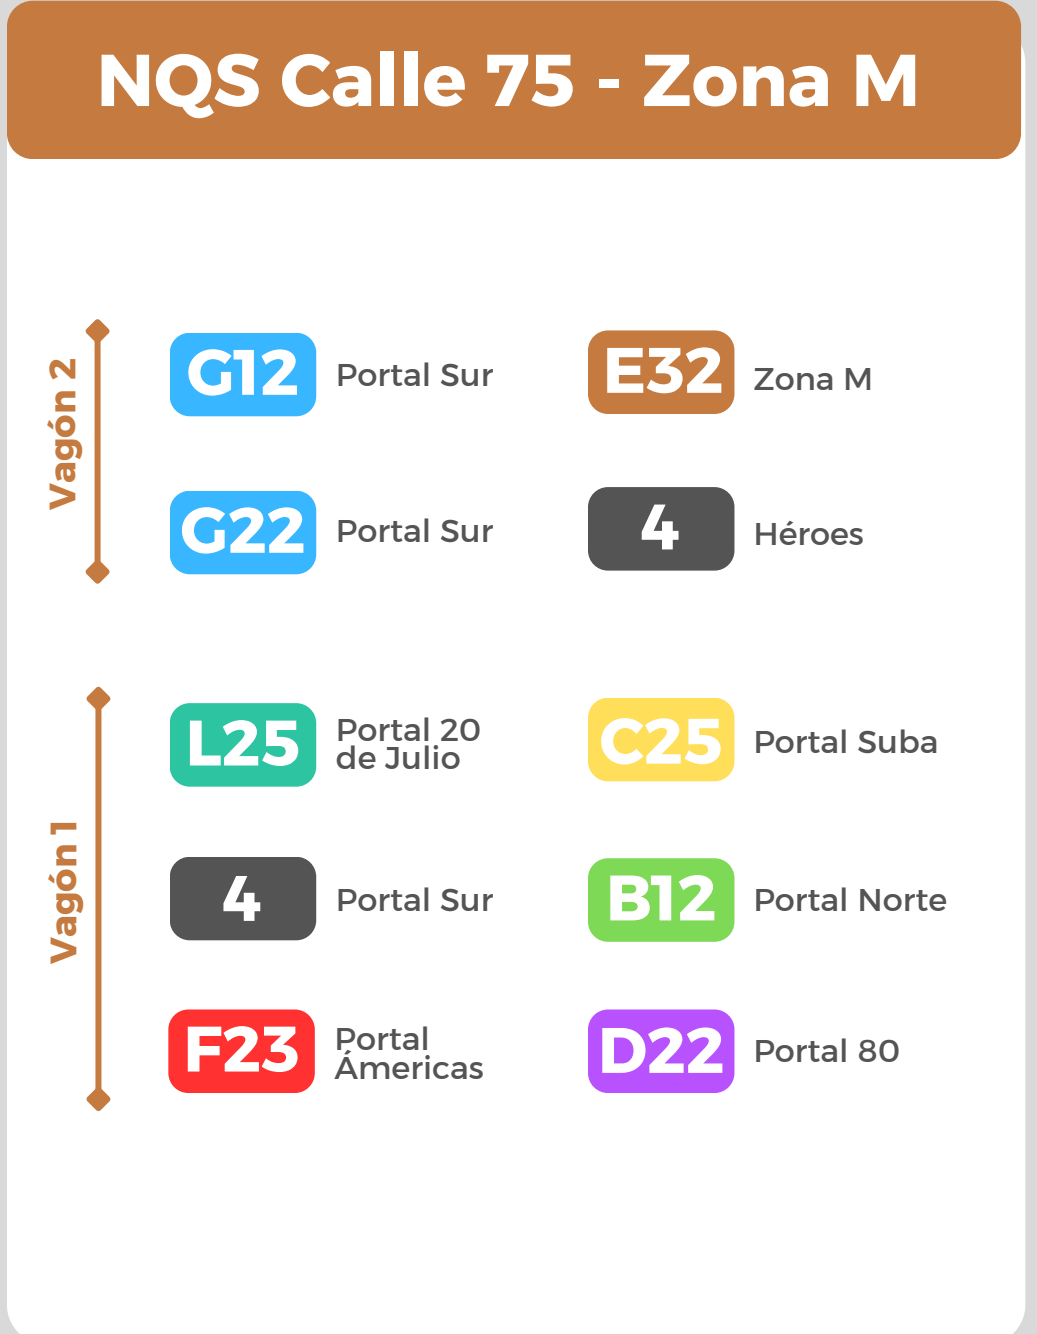 NQS Calle 75 - Zona M
Vagón 2
G12
Portal Sur
E32
Zona M
G22
Portal Sur
4
Héroes
Vagón 1
L25
Portal 20
de Julio
C25
Portal Suba
4
Portal Sur
B12
Portal Norte
F23
Portal
Ámericas
D22
Portal 80